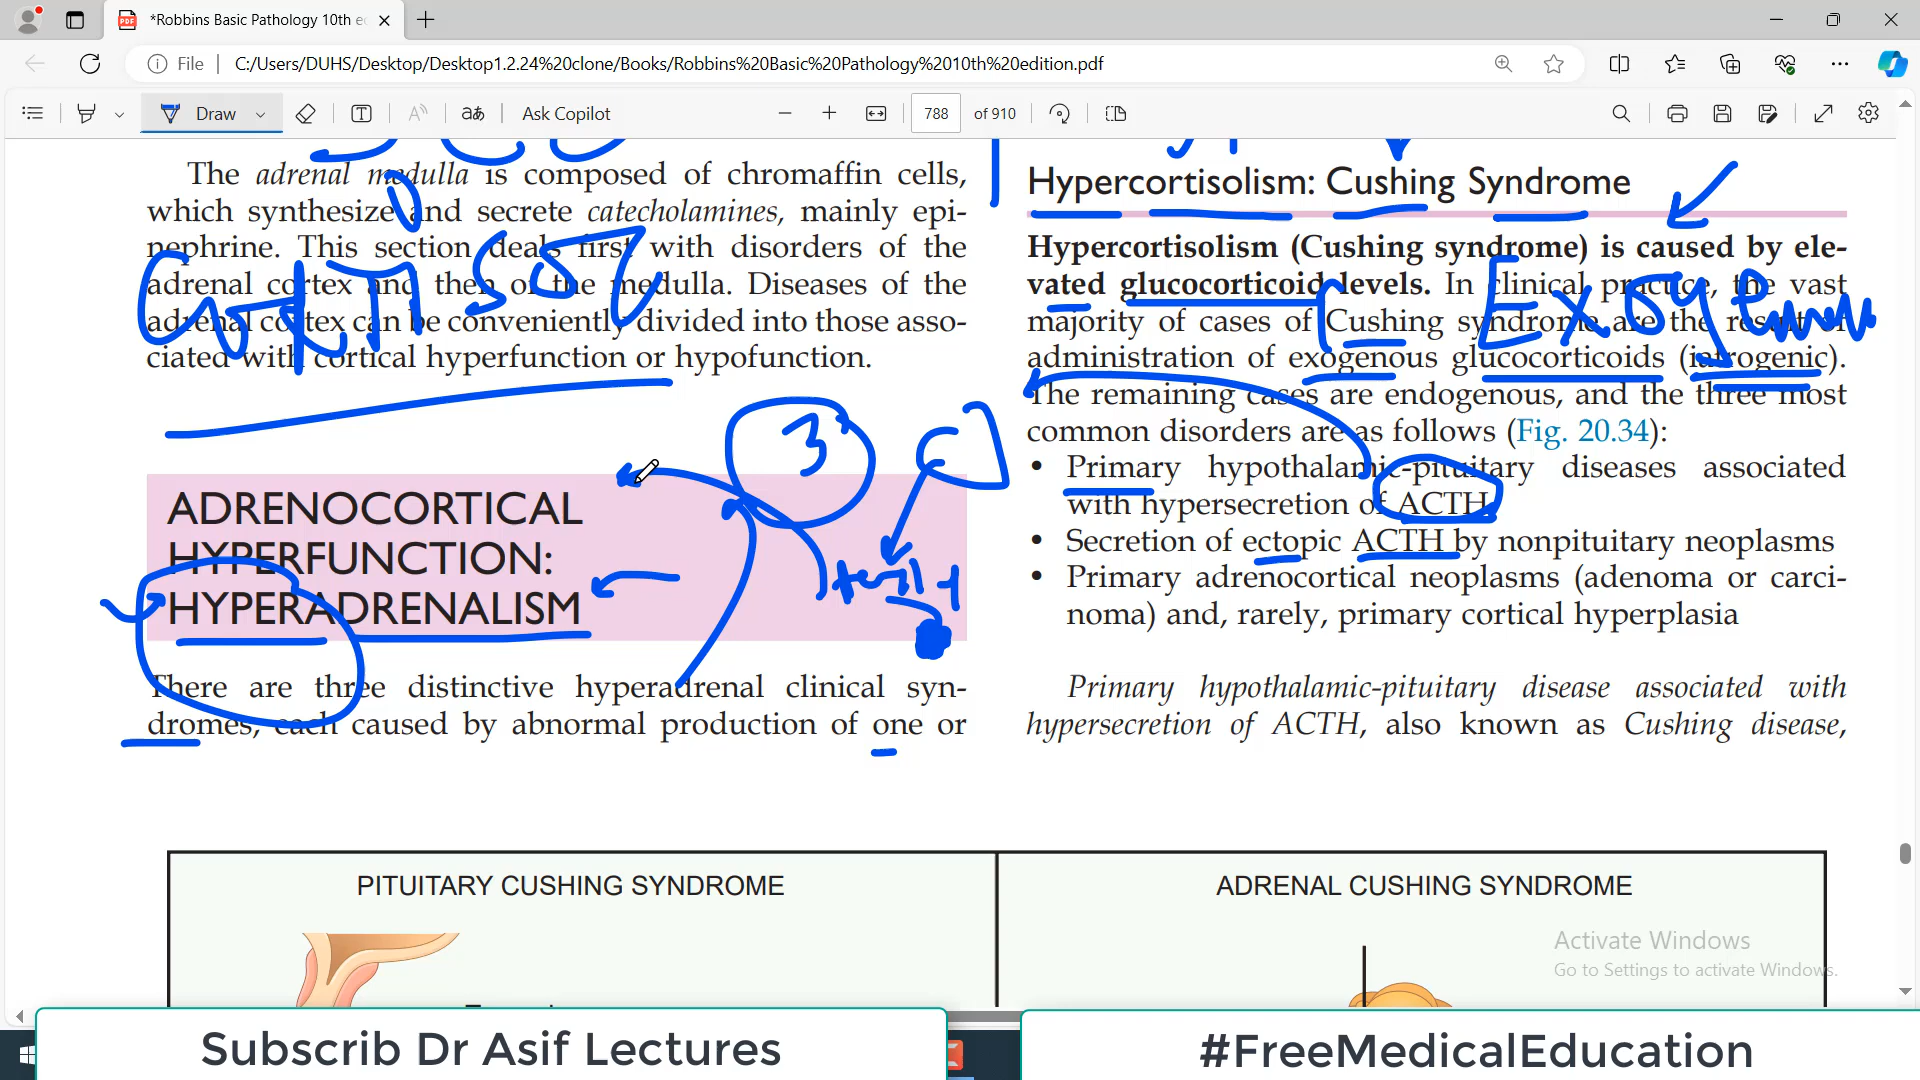 *Robbins Basic Pathology 10th e
File
C:/Users/DUHS/Desktop/Desktop1.2.24%20clone/Books/Robbins%20Basic%20Pathology%2010th%20edition.pdf
Draw
Ask Copilot
788 of 910
The adrenal medulla is composed of chromaffin cells,
which synthesize and secrete catecholamines, mainly epi-
nephrine. This section deals first with disorders of the
adrenal cortex and then of the medulla. Diseases of the
adrenal cortex can be conveniently divided into those asso-
ciated with cortical hyperfunction or hypofunction.
3
ADRENOCORTICAL
HYPERFUNCTION:
HYPERADRENALISM
There are three distinctive hyperadrenal clinical syn-
dromes, each caused by abnormal production of one or
Hypercortisolism: Cushing Syndrome
Hypercortisolism (Cushing syndrome) is caused by ele-
vated glucocorticoid levels. In clinical practice, the vast
majority of cases of Cushing syndrome are the result of
administration of exogenous glucocorticoids (iatrogenic).
The remaining cases are endogenous, and the three most
common disorders are as follows (Fig. 20.34):
• Primary hypothalamic-pituitary diseases associated
with hypersecretion of ACTH
• Secretion of ectopic ACTH by nonpituitary neoplasms
• Primary adrenocortical neoplasms (adenoma or carci-
noma) and, rarely, primary cortical hyperplasia
Primary hypothalamic-pituitary disease associated with
hypersecretion of ACTH, also known as Cushing disease,
PITUITARY CUSHING SYNDROME
ADRENAL CUSHING SYNDROME
Activate Windows
Go to Settings to activate Windows.
Subscrib Dr Asif Lectures
#FreeMedicalEducation